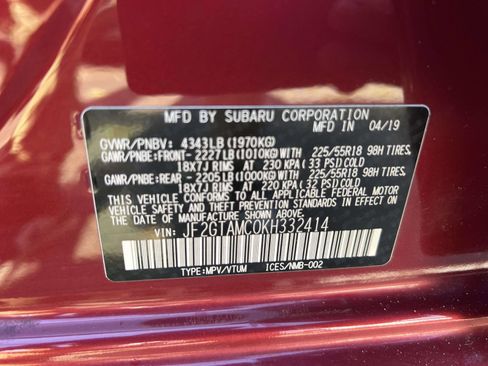 MFD BY SUBARU CORPORATION
MFD IN 04/19
GVWR/PNBV: 4343LB (1970KG)
GAWR/PNBE:FRONT- 2227LB(1010KG)WITH 225/55R18 98H TIRES,
18X7J RIMS AT 230 KPA (33 PSI)COLD
GAWR/PNBE:REAR - 2205LB(1000KG)WITH 225/55R18 98H TIRES,
18X7J RIMS AT 220 KPA (32 PSI)COLD
THIS VEHICLE CONFORMS TO ALL APPLICABLE FEDERAL MOTOR
VEHICLE SAFETY STANDARDS IN EFFECT ON
THE DATE OF MANUFACTURE SHOWN ABOVE.
VIN: JF2GTAMC0KH332414
TYPE:MPV/VTUM ICES/NMB-002